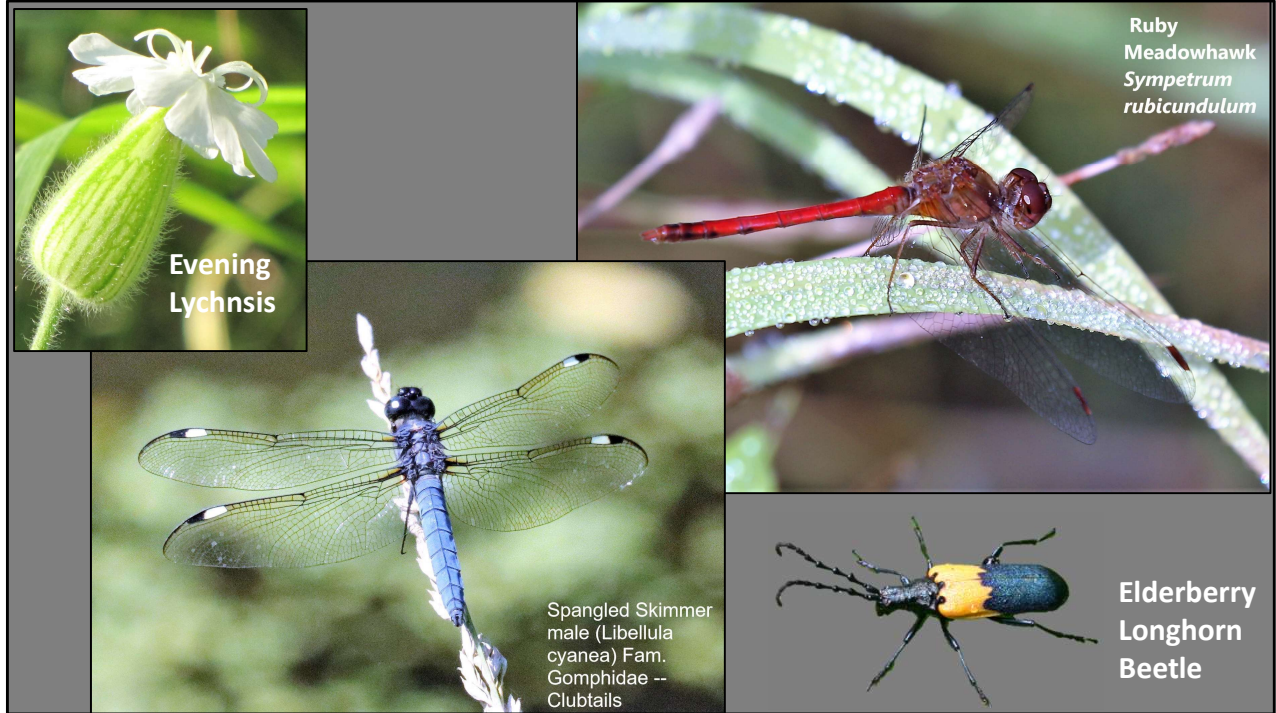 Ruby
Meadowhawk
Sympetrum
rubicundulum
Evening
Lychnsis
Spangled Skimmer
male (Libellula
cyanea) Fam.
Gomphidae --
Clubtails
Elderberry
Longhorn
Beetle